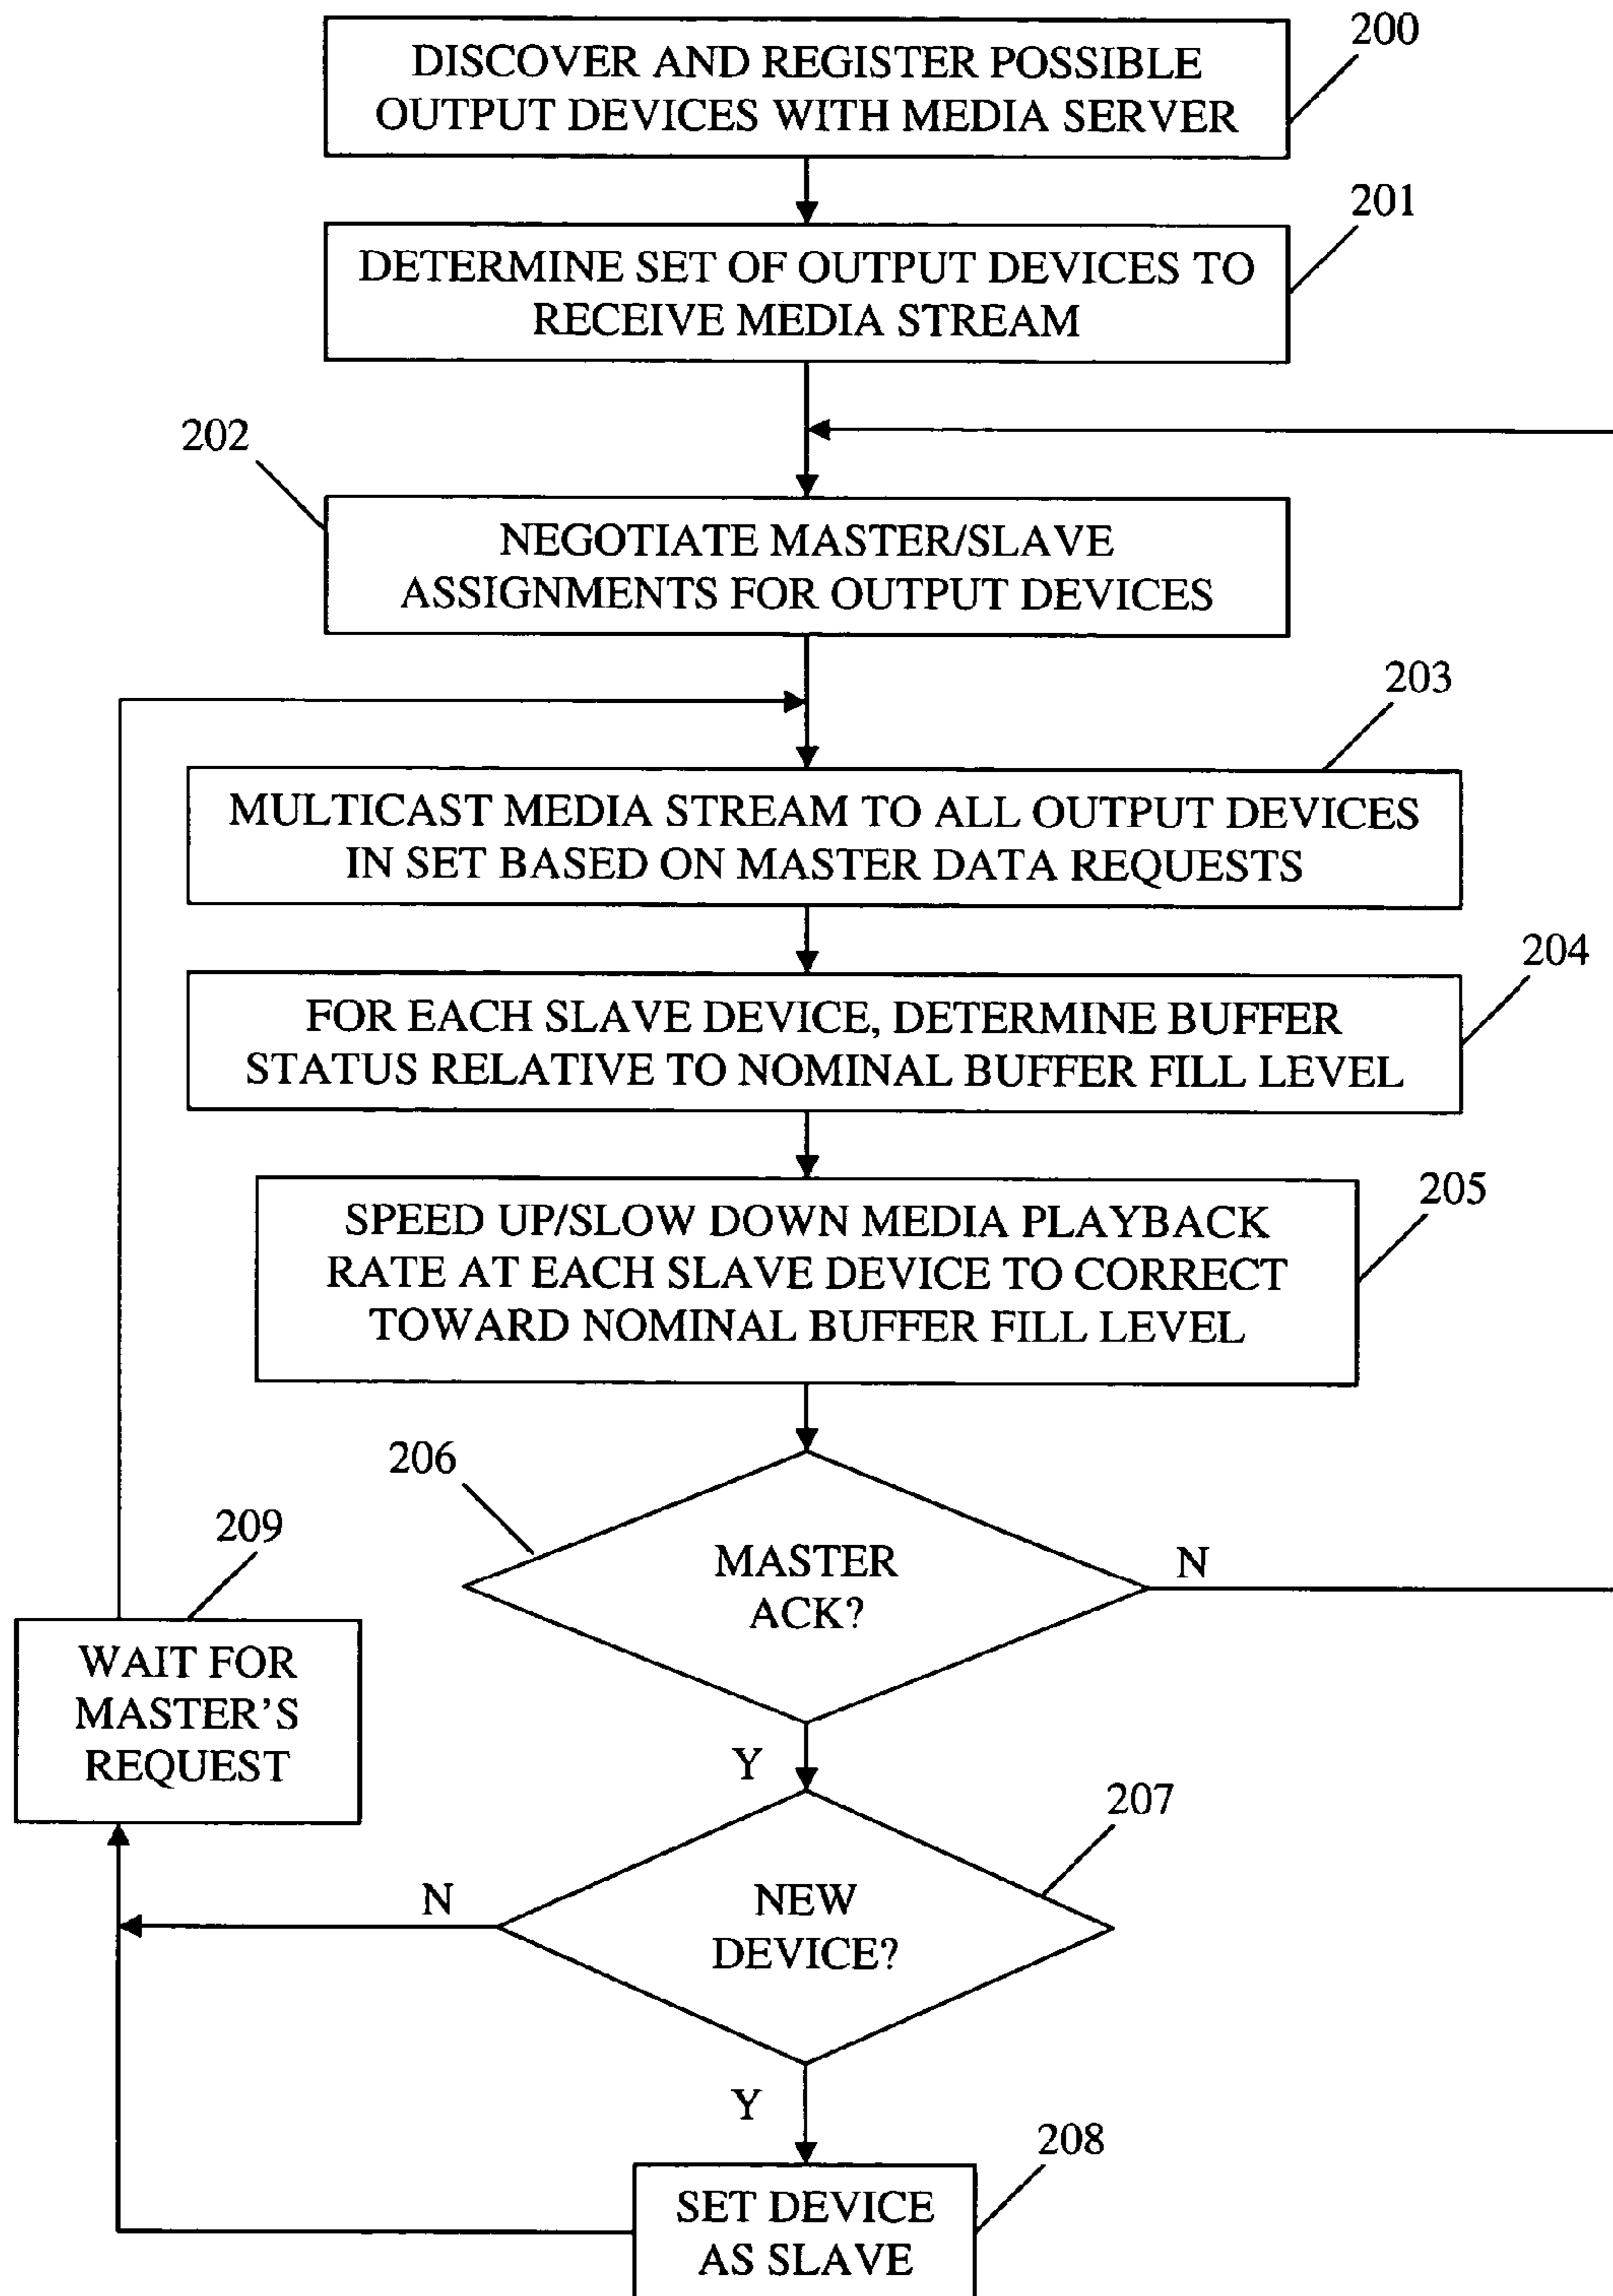 200
DISCOVER AND REGISTER POSSIBLE
OUTPUT DEVICES WITH MEDIA SERVER
201
DETERMINE SET OF OUTPUT DEVICES TO
RECEIVE MEDIA STREAM
202
NEGOTIATE MASTER/SLAVE
ASSIGNMENTS FOR OUTPUT DEVICES
203
MULTICAST MEDIA STREAM TO ALL OUTPUT DEVICES
IN SET BASED ON MASTER DATA REQUESTS
204
FOR EACH SLAVE DEVICE, DETERMINE BUFFER
STATUS RELATIVE TO NOMINAL BUFFER FILL LEVEL
205
SPEED UP/SLOW DOWN MEDIA PLAYBACK
RATE AT EACH SLAVE DEVICE TO CORRECT
TOWARD NOMINAL BUFFER FILL LEVEL
206
MASTER
ACK?
N
209
WAIT FOR
MASTER'S
REQUEST
Y
207
NEW
DEVICE?
N
Y
208
SET DEVICE
AS SLAVE